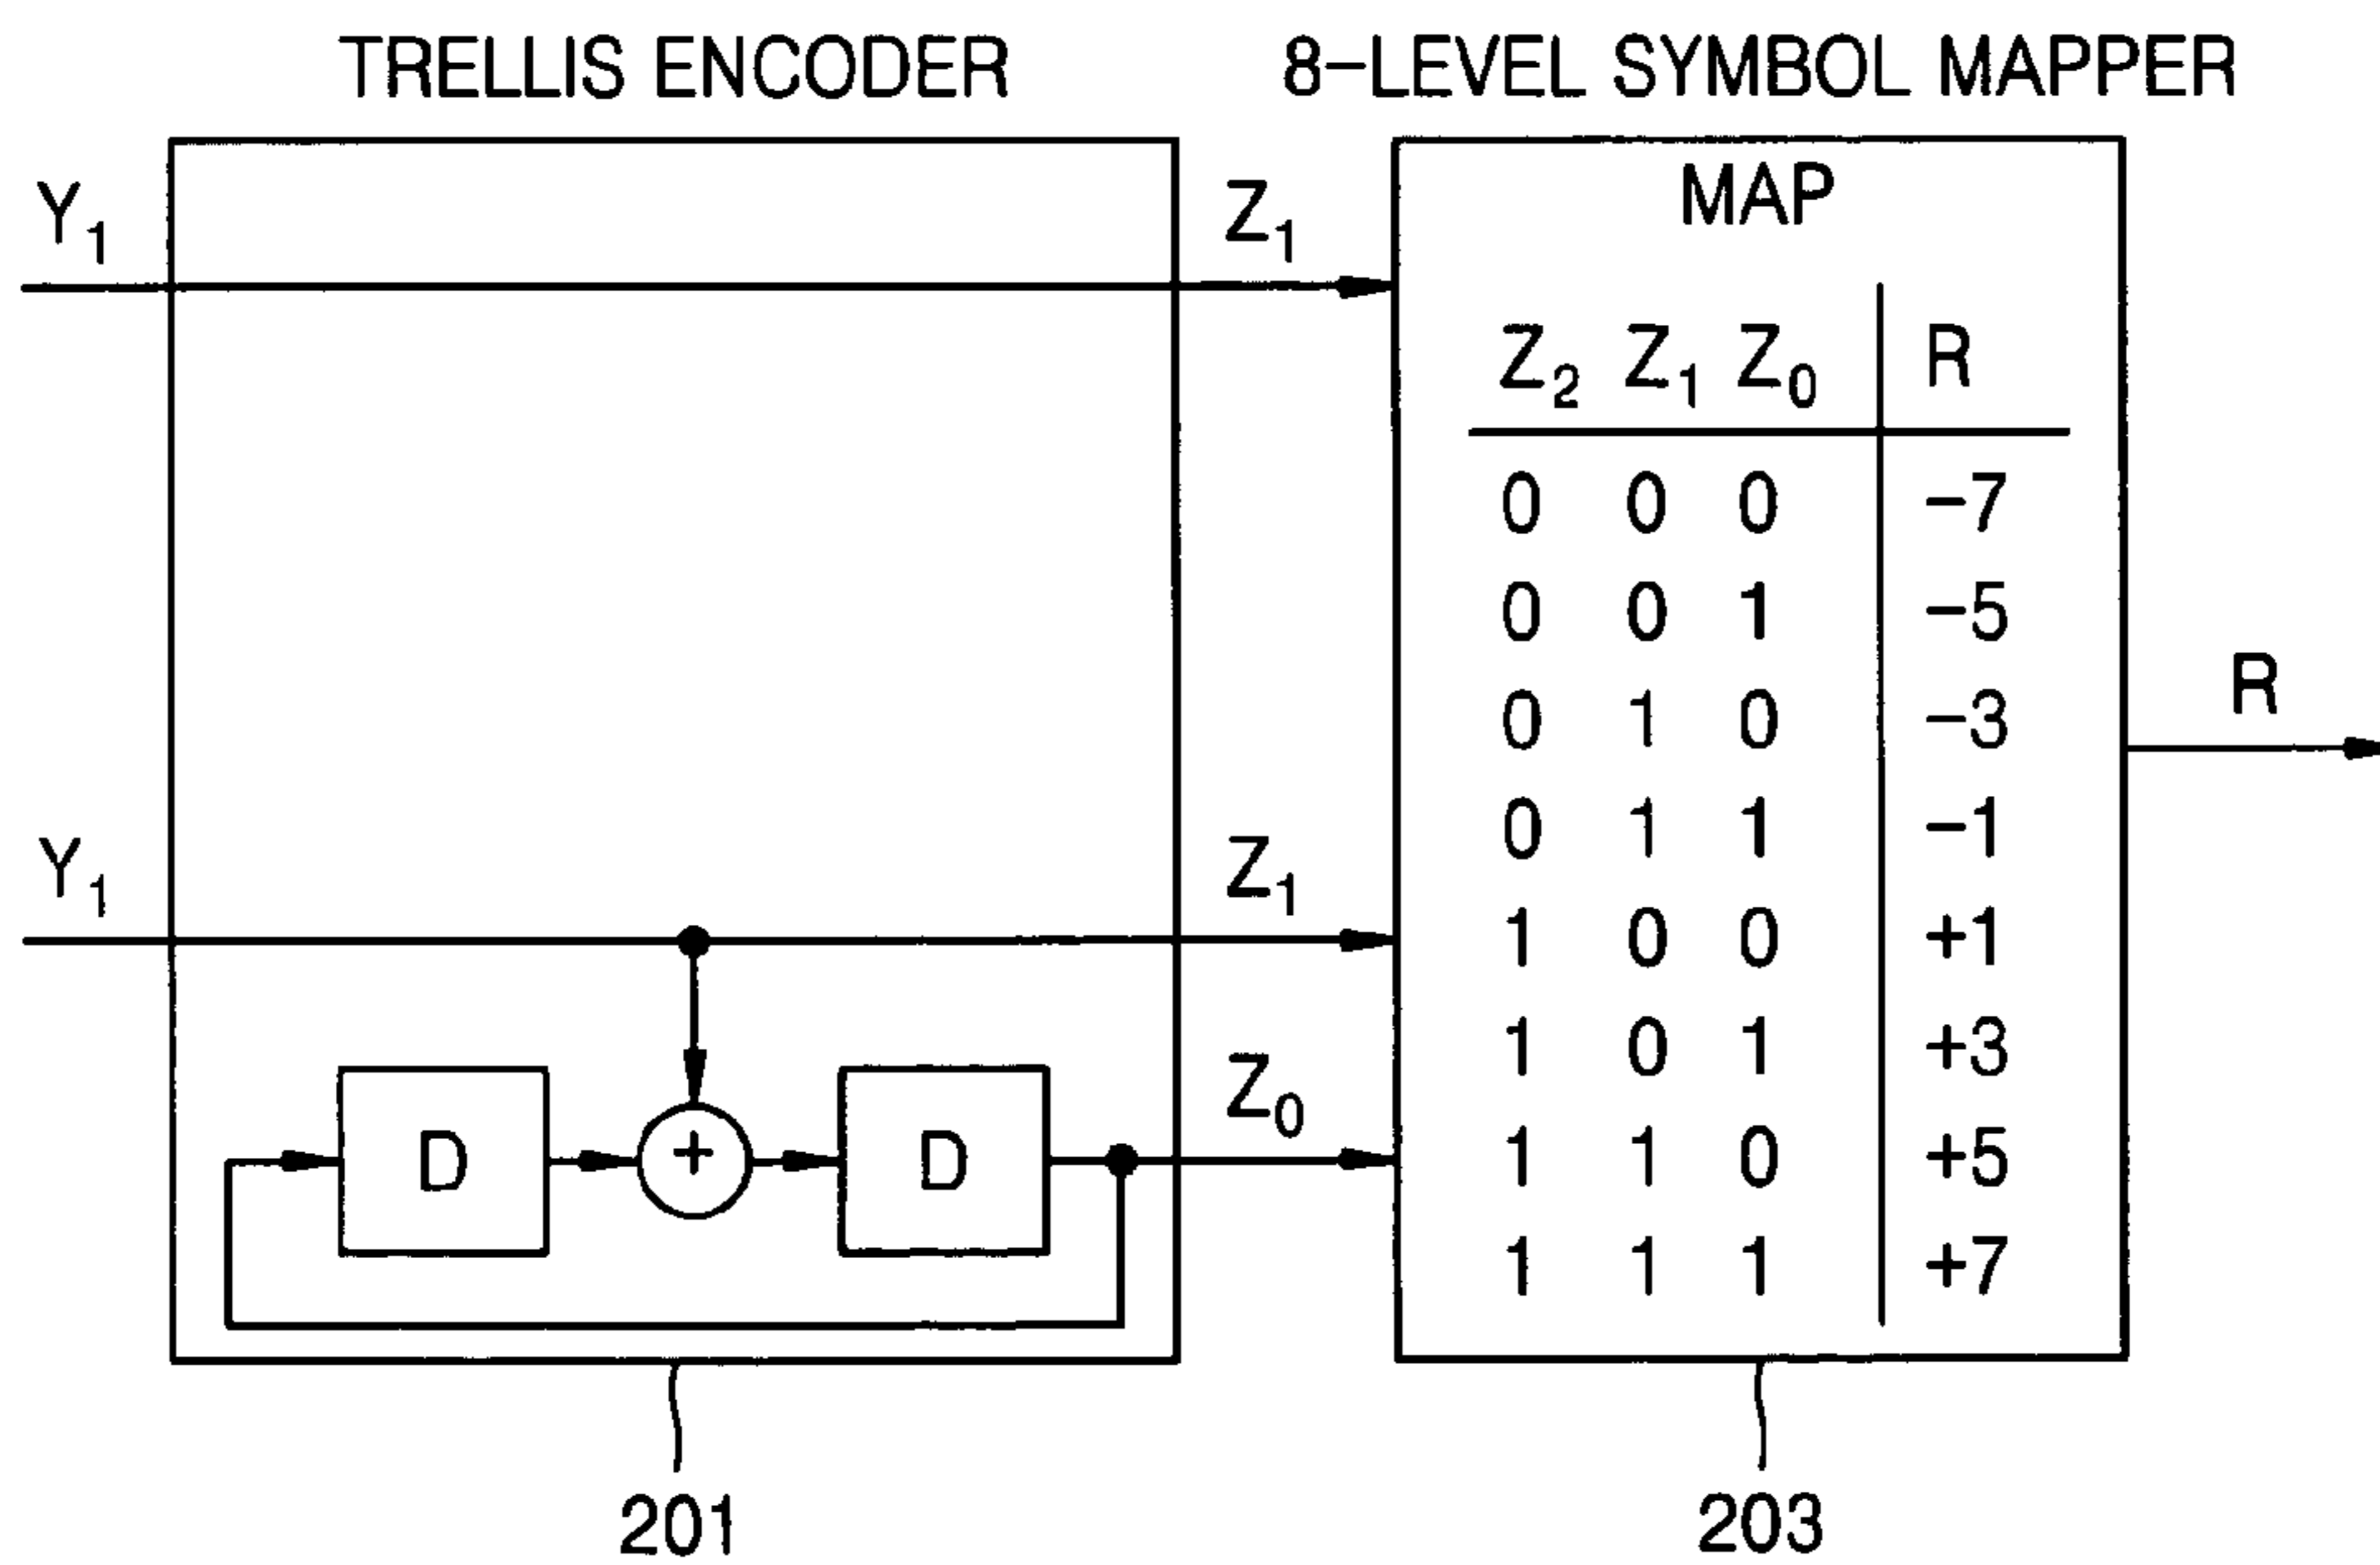 TRELLIS ENCODER
8-LEVEL SYMBOL MAPPER
Y1
Z1
MAP
Z2 Z1 Z0 R
0 0 0 -7
0 0 1 -5
0 1 0 -3
0 1 1 -1
1 0 0 +1
1 0 1 +3
1 1 0 +5
1 1 1 +7
R
Y1
Z1
D
+
D
Z0
201
203